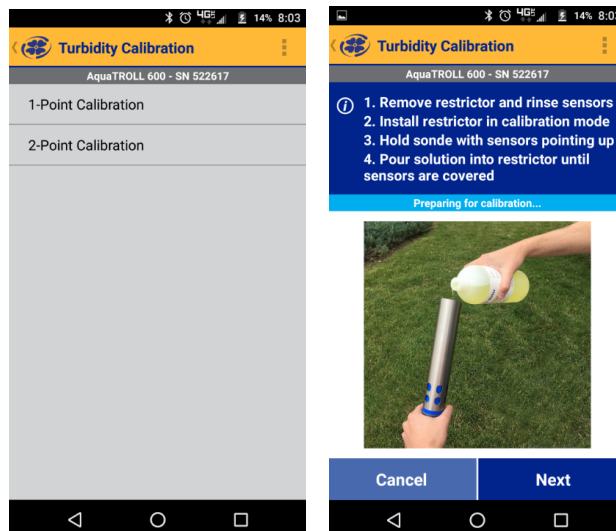 4G 14% 8:03
Turbidity Calibration
AquaTROLL 600 - SN 522617
1-Point Calibration
2-Point Calibration
4G 14% 8:03
Turbidity Calibration
AquaTROLL 600 - SN 522617
1. Remove restrictor and rinse sensors
2. Install restrictor in calibration mode
3. Hold sonde with sensors pointing up
4. Pour solution into restrictor until
sensors are covered
Preparing for calibration...
Cancel
Next